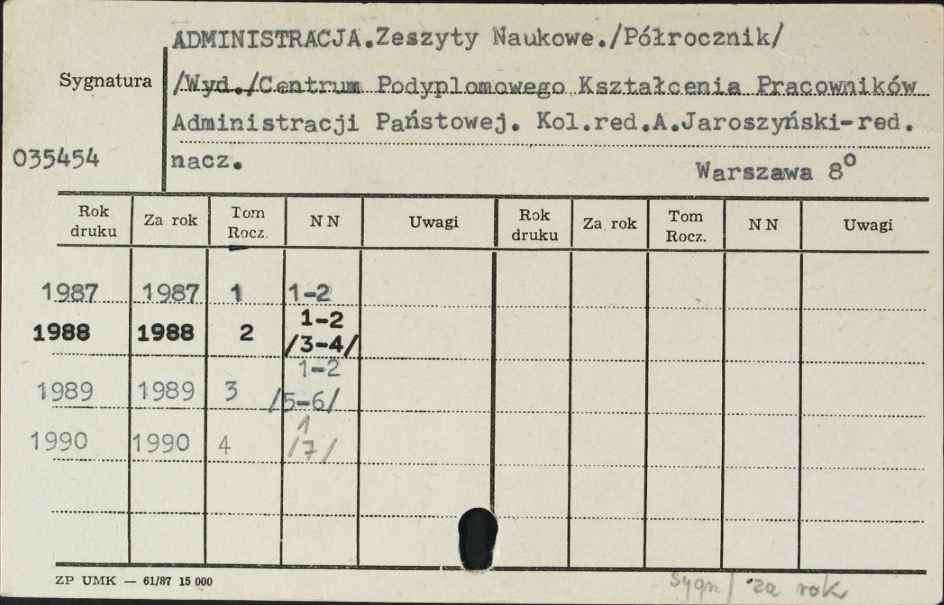 ADMINISTRACJA.Zeszyty Naukowe./Półrocznik/
Sygnatura
/Wyd./Centrum Podyplomowego Kształcenia Pracowników
Administracji Państowej. Kol.red.A.Jaroszyński-red.
035454
nacz.
Warszawa 8°
Rok druku Za rok Tom Rocz. N N Uwagi Rok druku Za rok Tom Rocz. N N Uwagi
1987 1987 1 1-2
1988 1988 2 1-2 /3-4/
1989 1989 3 1-2 /5-6/
1990 1990 4 1 /7/
ZP UMK — 61/87 15 000
Sygn/ za rok